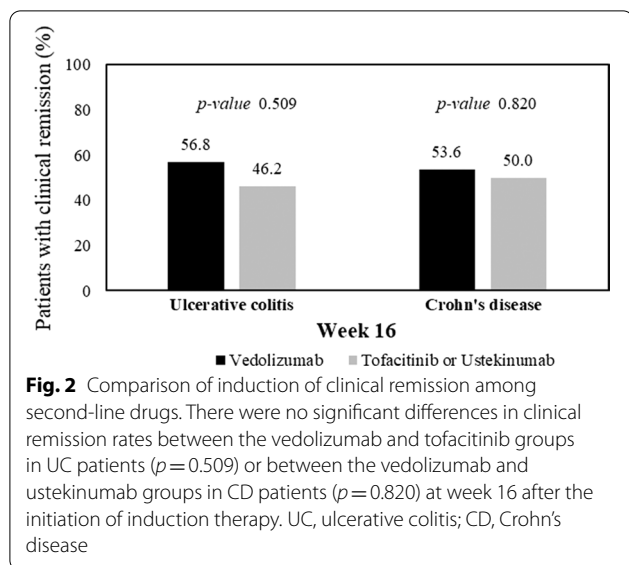 Patients with clinical remission (%)
100
80
60
40
20
0
p-value 0.509
p-value 0.820
56.8
46.2
53.6
50.0
Ulcerative colitis
Crohn's disease
Week 16
Vedolizumab
Tofacitinib or Ustekinumab
Fig. 2 Comparison of induction of clinical remission among
second-line drugs. There were no significant differences in clinical
remission rates between the vedolizumab and tofacitinib groups
in UC patients (p = 0.509) or between the vedolizumab and
ustekinumab groups in CD patients (p = 0.820) at week 16 after the
initiation of induction therapy. UC, ulcerative colitis; CD, Crohn's
disease